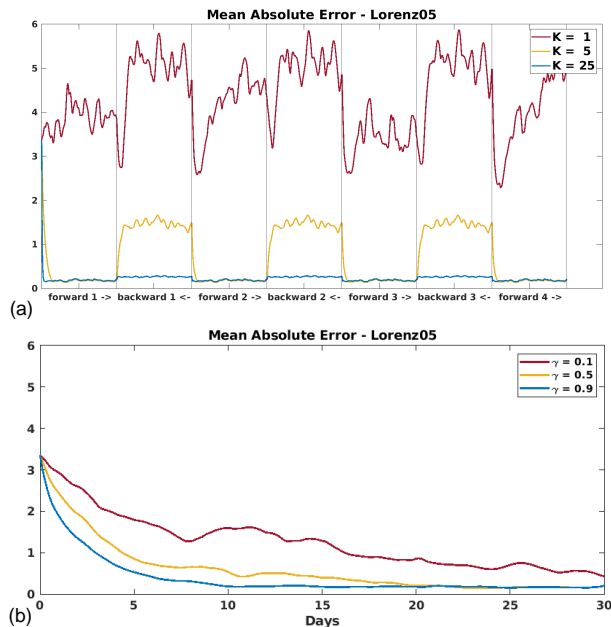 Mean Absolute Error - Lorenz05
6
5
4
3
2
1
0
K = 1
K = 5
K = 25
forward 1 -> backward 1 <- forward 2 -> backward 2 <- forward 3 -> backward 3 <- forward 4 ->
(a)
Mean Absolute Error - Lorenz05
6
5
4
3
2
1
0
γ = 0.1
γ = 0.5
γ = 0.9
0 5 10 15 20 25 30
Days
(b)